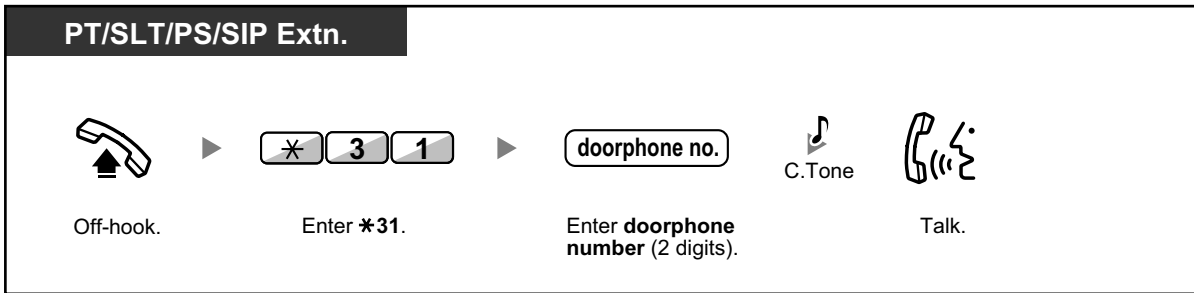 PT/SLT/PS/SIP Extn.
* 3 1
doorphone no.
C.Tone
Off-hook.
Enter *31.
Enter doorphone
number (2 digits).
Talk.